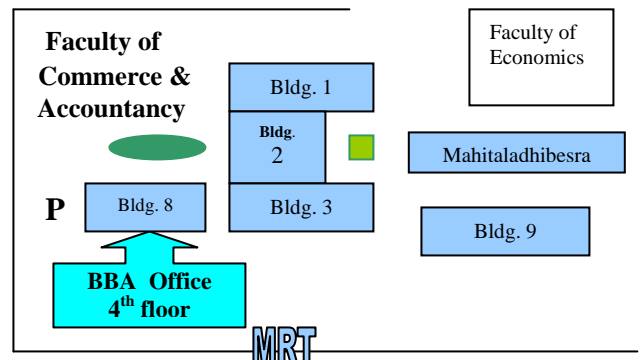 Faculty of
Commerce &
Accountancy
Faculty of
Economics
Bldg. 1
Bldg.
2
Mahitaladhibesra
P
Bldg. 8
Bldg. 3
Bldg. 9
BBA Office
4th floor
MRT